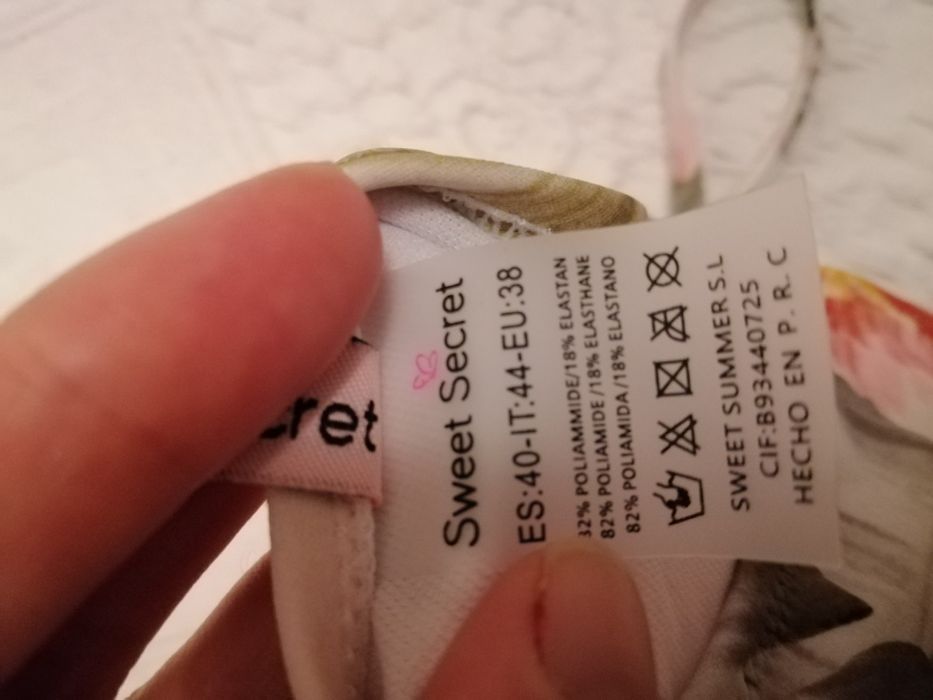 Sweet Secret
ES:40-IT:44-EU:38
82% POLIAMMIDE/18% ELASTAN
82% POLIAMIDE/18% ELASTHANE
82% POLIAMIDA/18% ELASTANO
SWEET SUMMER S.L
CIF:B93440725
HECHO EN P. R. C
cret